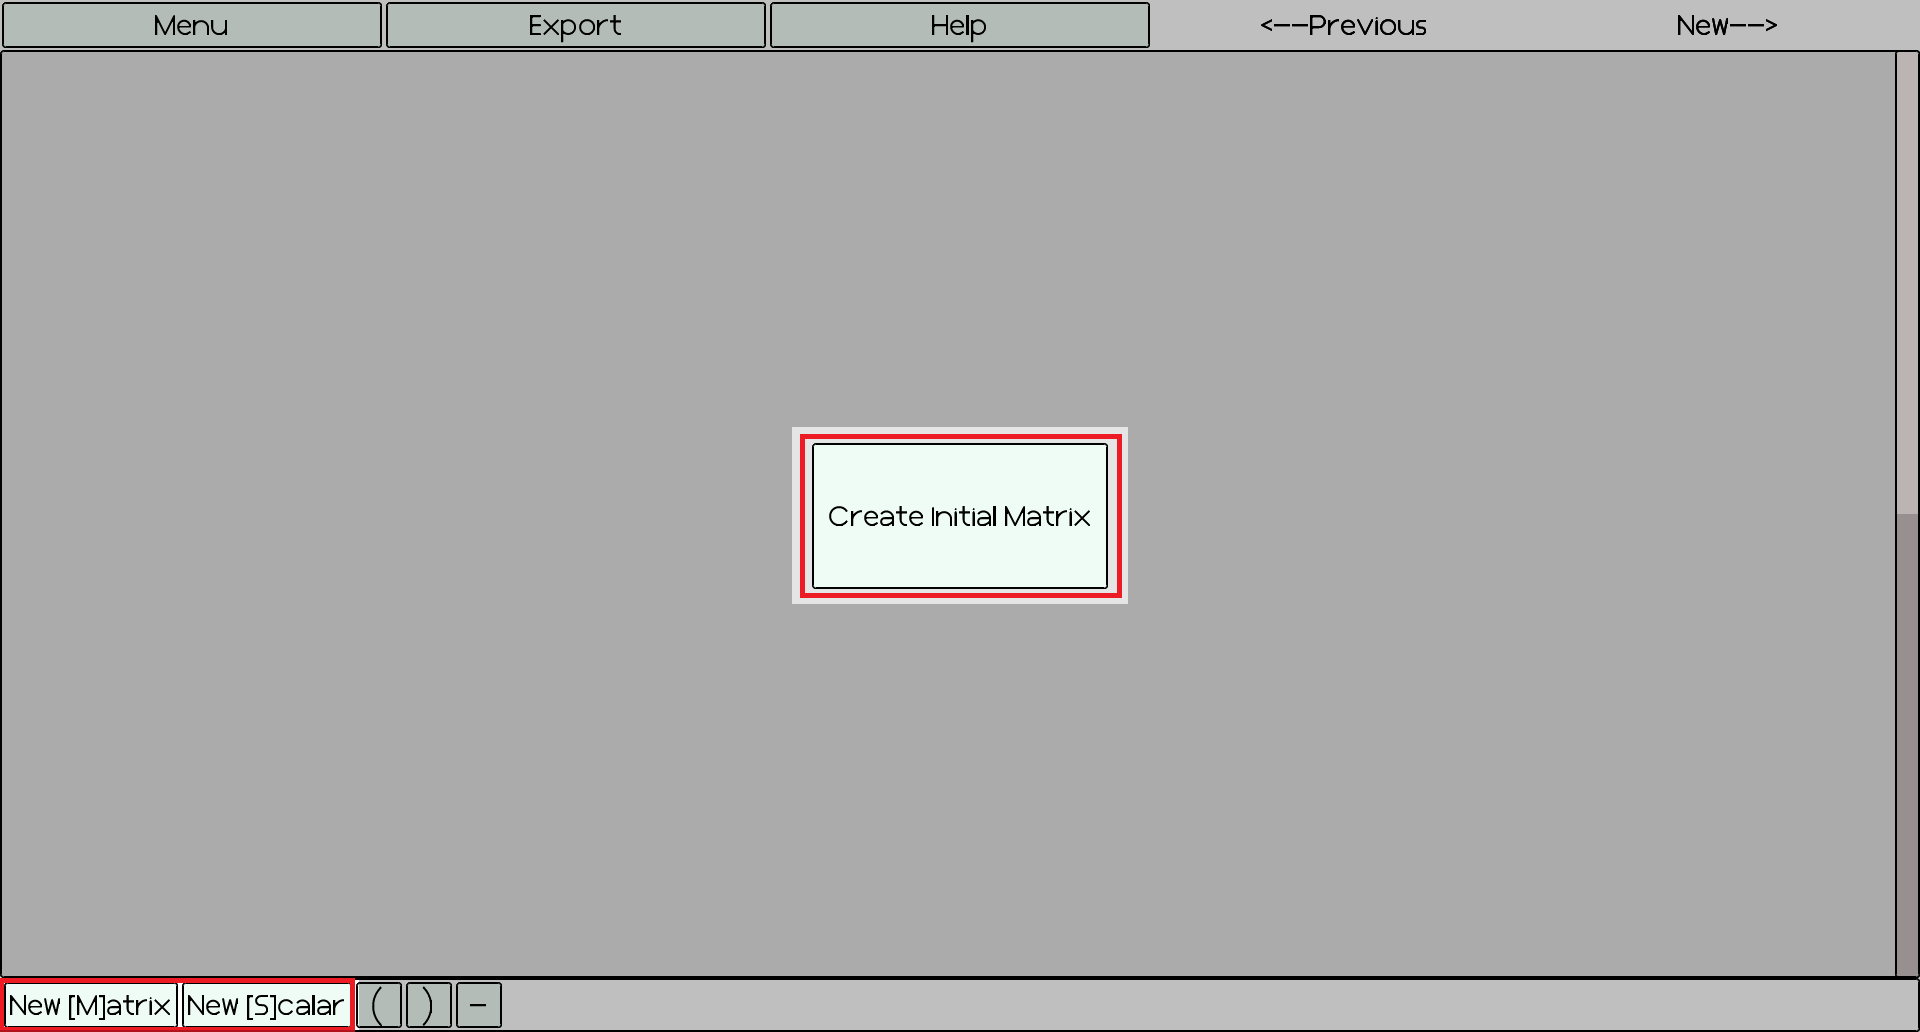 Menu
Export
Help
<--Previous
New-->
Create Initial Matrix
New [M]atrix
New [S]calar
(
)
-